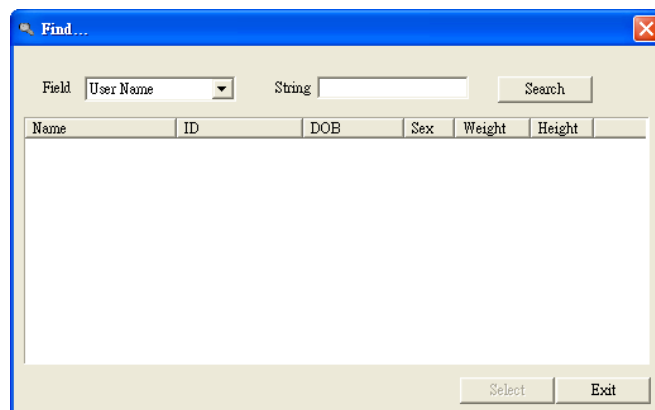 Find...
Field User Name String Search
Name ID DOB Sex Weight Height
Select Exit